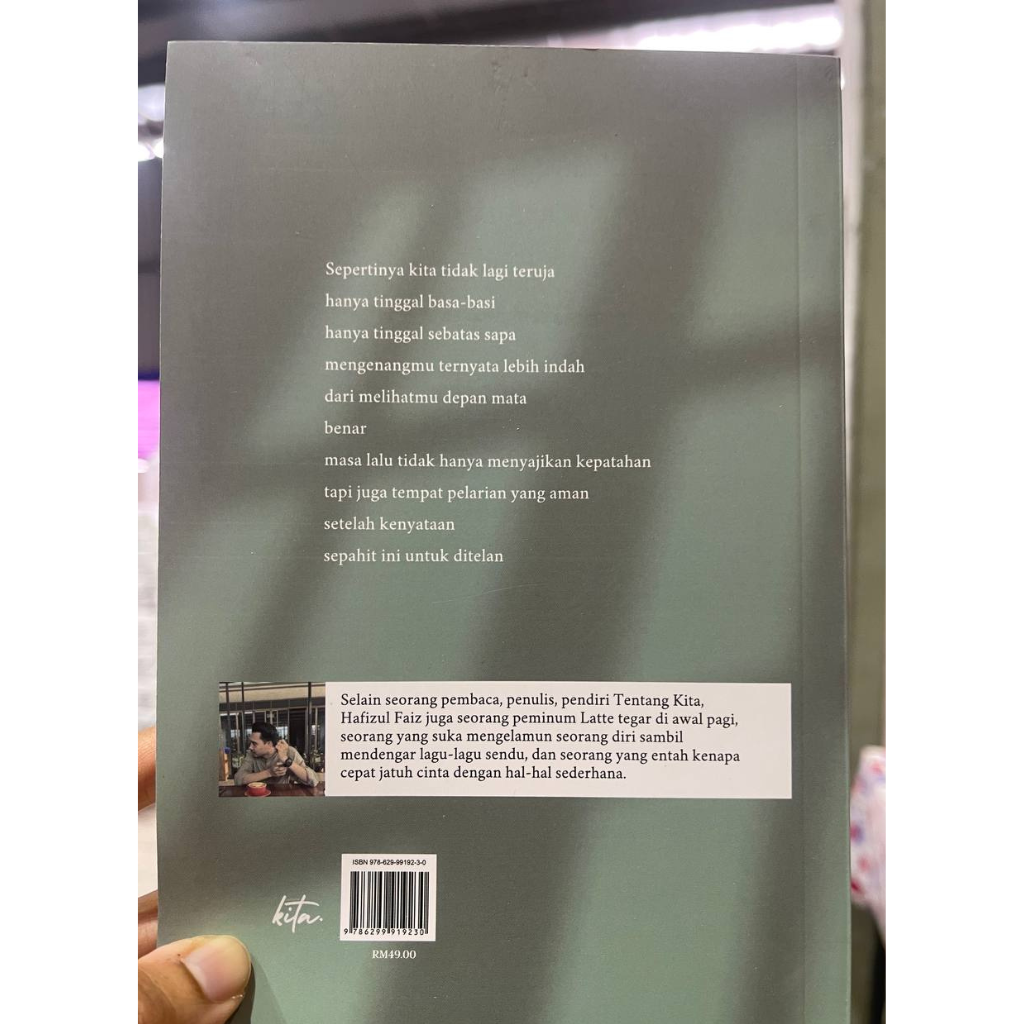 Sepertinya kita tidak lagi teruja
hanya tinggal basa-basi
hanya tinggal sebatas sapa
mengenangmu ternyata lebih indah
dari melihatmu depan mata
benar
masa lalu tidak hanya menyajikan kepatahan
tapi juga tempat pelarian yang aman
setelah kenyataan
sepahit ini untuk ditelan
Selain seorang pembaca, penulis, pendiri Tentang Kita,
Hafizul Faiz juga seorang peminum Latte tegar di awal pagi,
seorang yang suka mengelamun seorang diri sambil
mendengar lagu-lagu sendu, dan seorang yang entah kenapa
cepat jatuh cinta dengan hal-hal sederhana.
kita.
ISBN 978-629-99192-3-0
9 786299 919230
RM49.00